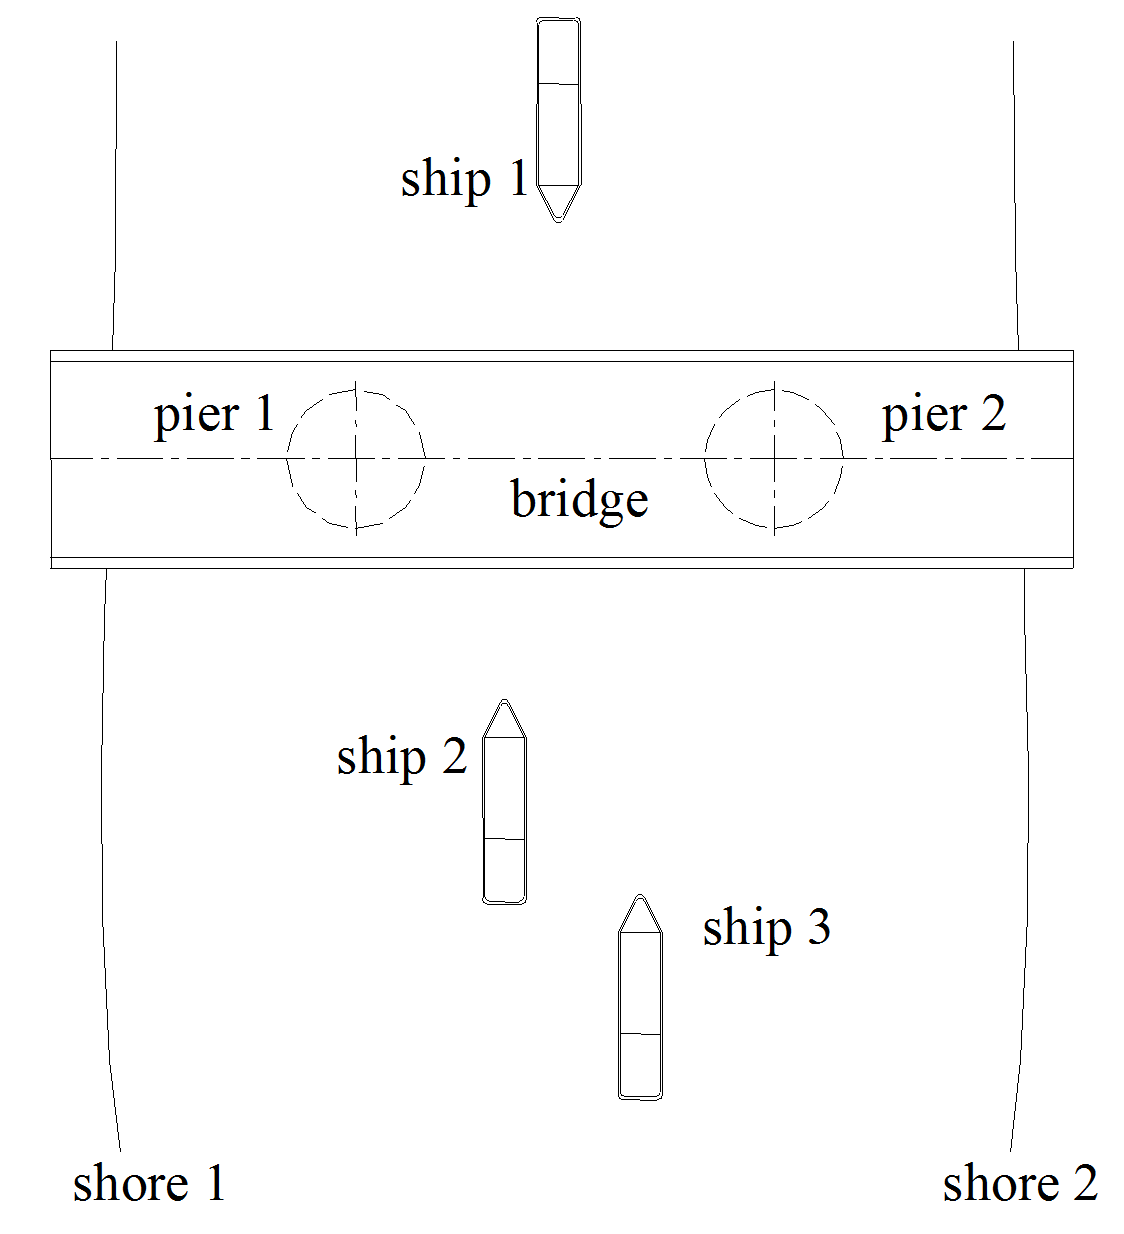 ship 1
pier 1
pier 2
bridge
ship 2
ship 3
shore 1
shore 2